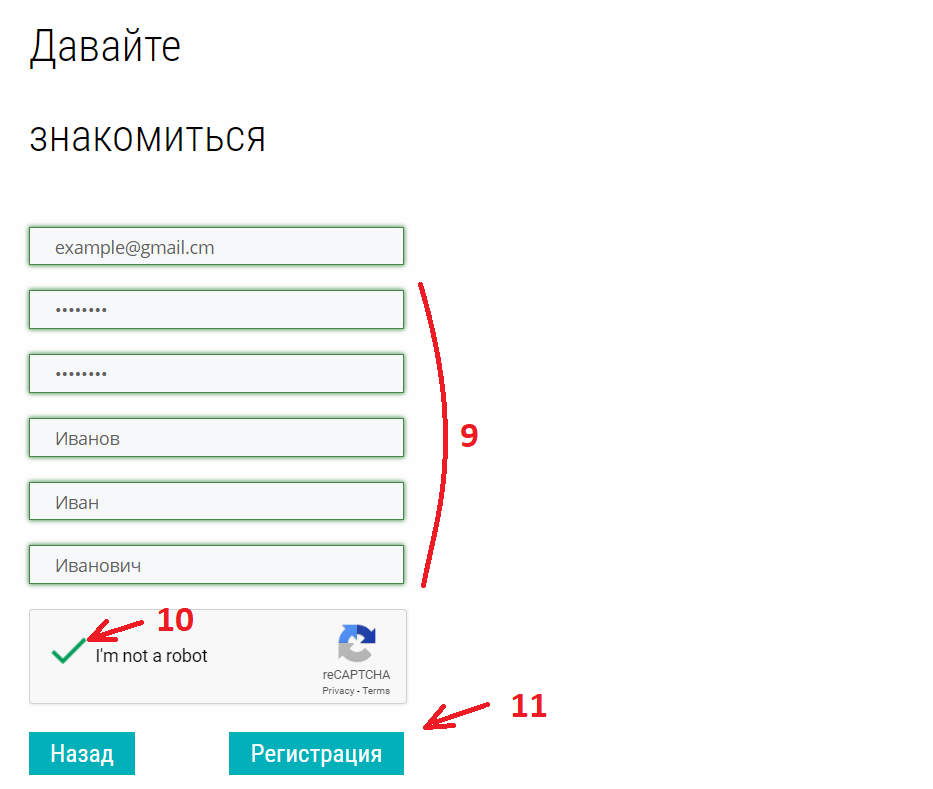 Давайте
знакомиться
example@gmail.cm
••••••••
••••••••
Иванов
9
Иван
Иванович
10
I'm not a robot
reCAPTCHA
Privacy - Terms
11
Назад Регистрация